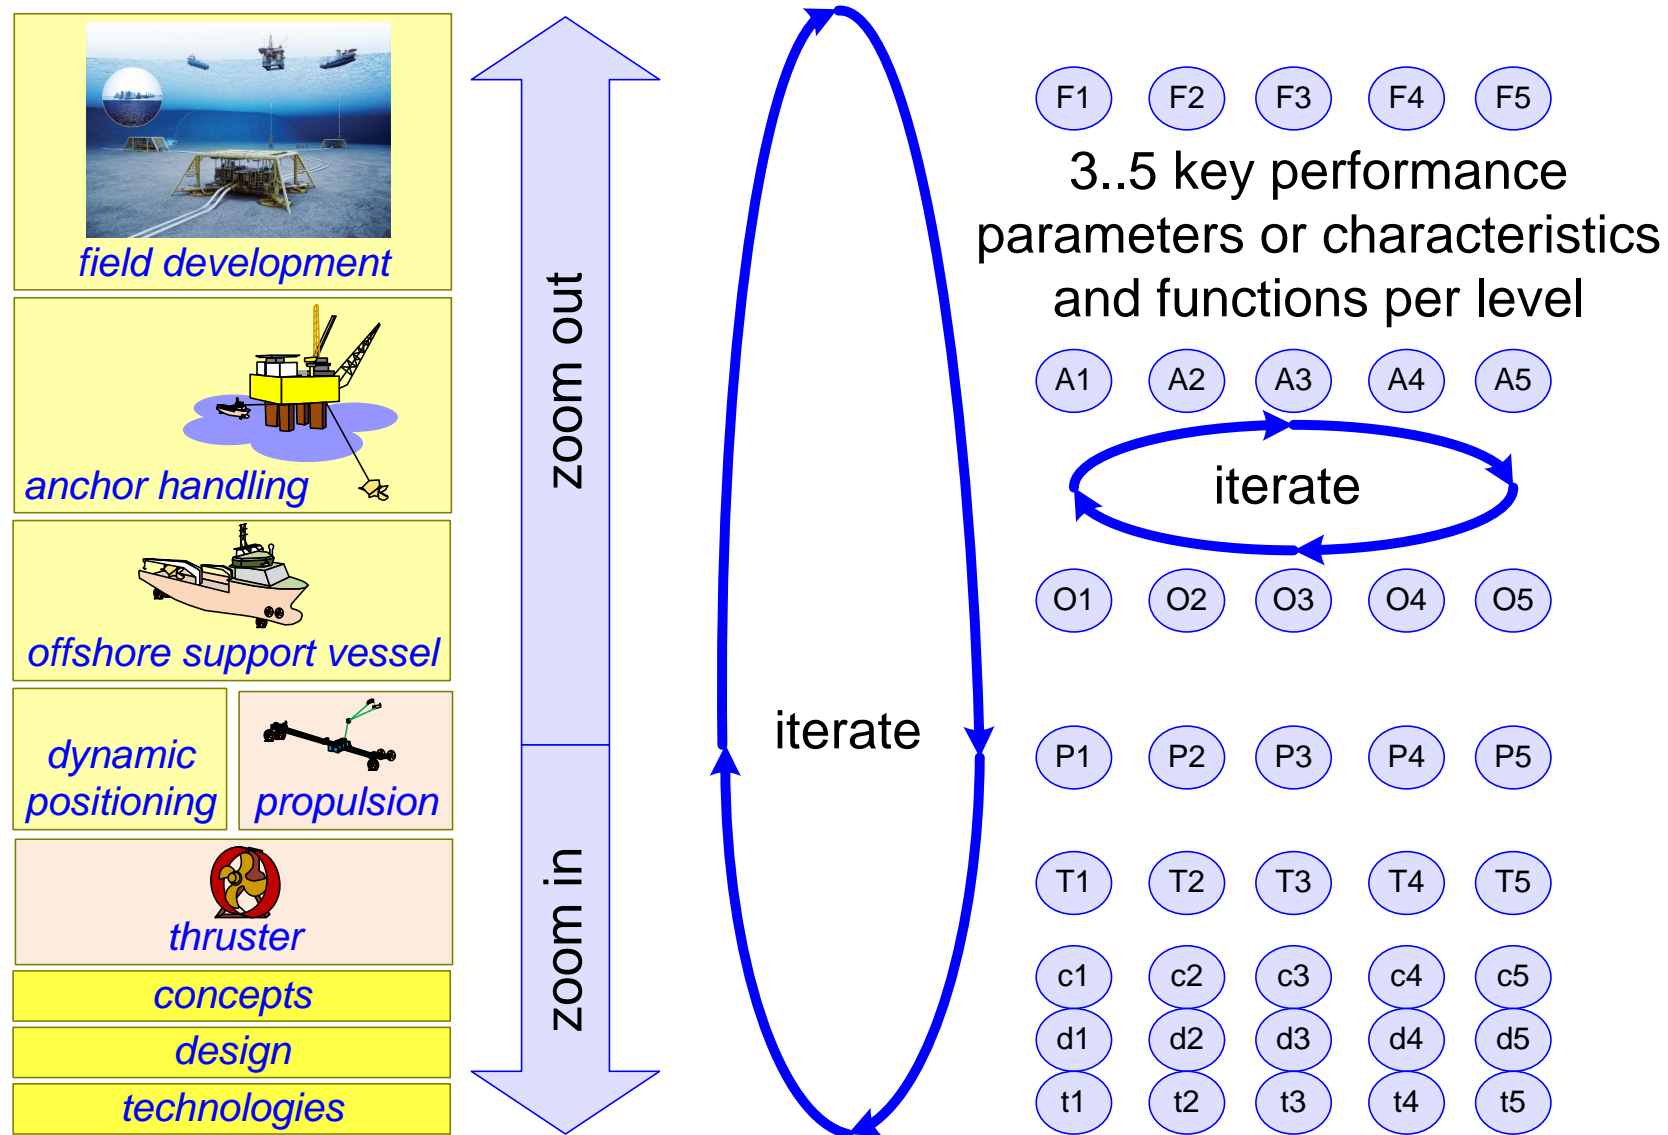 field development
anchor handling
offshore support vessel
dynamic
positioning
propulsion
thruster
concepts
design
technologies
zoom out
zoom in
iterate
F1 F2 F3 F4 F5
3..5 key performance
parameters or characteristics
and functions per level
A1 A2 A3 A4 A5
iterate
O1 O2 O3 O4 O5
P1 P2 P3 P4 P5
T1 T2 T3 T4 T5
c1 c2 c3 c4 c5
d1 d2 d3 d4 d5
t1 t2 t3 t4 t5